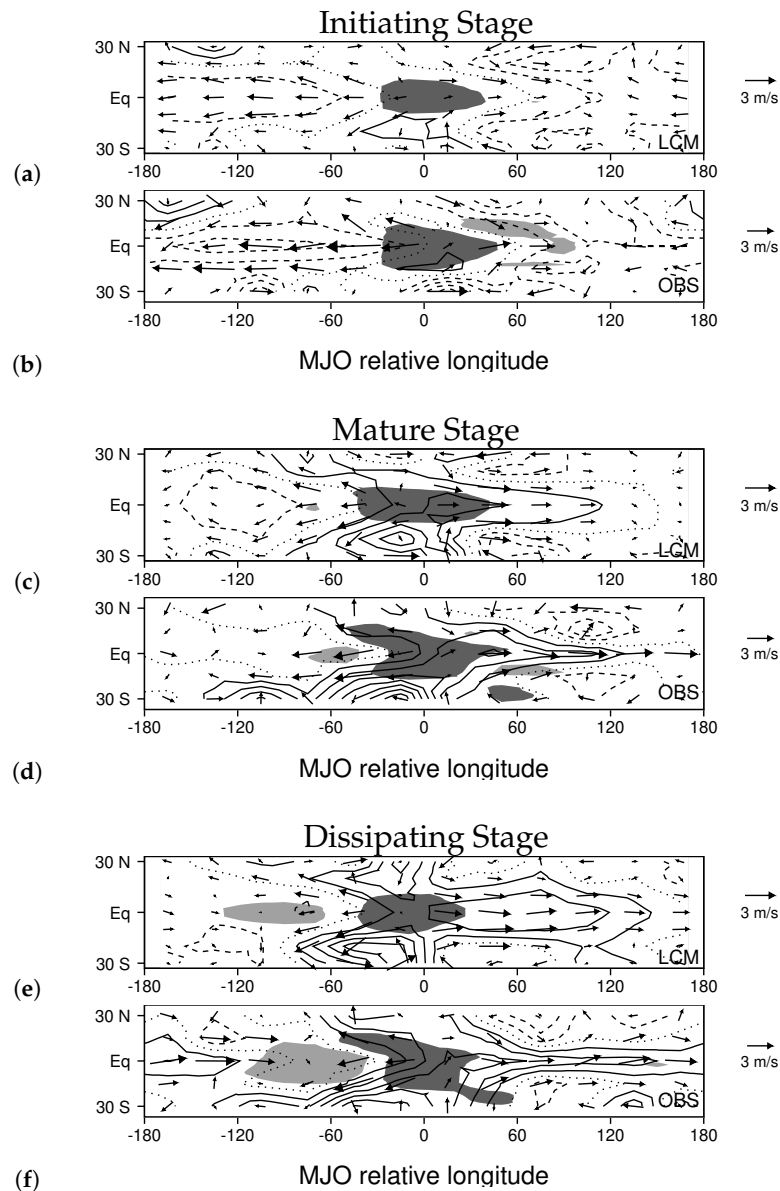 Initiating Stage
30 N
Eq
30 S
LCM
3 m/s
-180 -120 -60 0 60 120 180
(a)
30 N
Eq
30 S
OBS
3 m/s
-180 -120 -60 0 60 120 180
MJO relative longitude
(b)
Mature Stage
30 N
Eq
30 S
LCM
3 m/s
-180 -120 -60 0 60 120 180
(c)
30 N
Eq
30 S
OBS
3 m/s
-180 -120 -60 0 60 120 180
MJO relative longitude
(d)
Dissipating Stage
30 N
Eq
30 S
LCM
3 m/s
-180 -120 -60 0 60 120 180
(e)
30 N
Eq
30 S
OBS
3 m/s
-180 -120 -60 0 60 120 180
MJO relative longitude
(f)